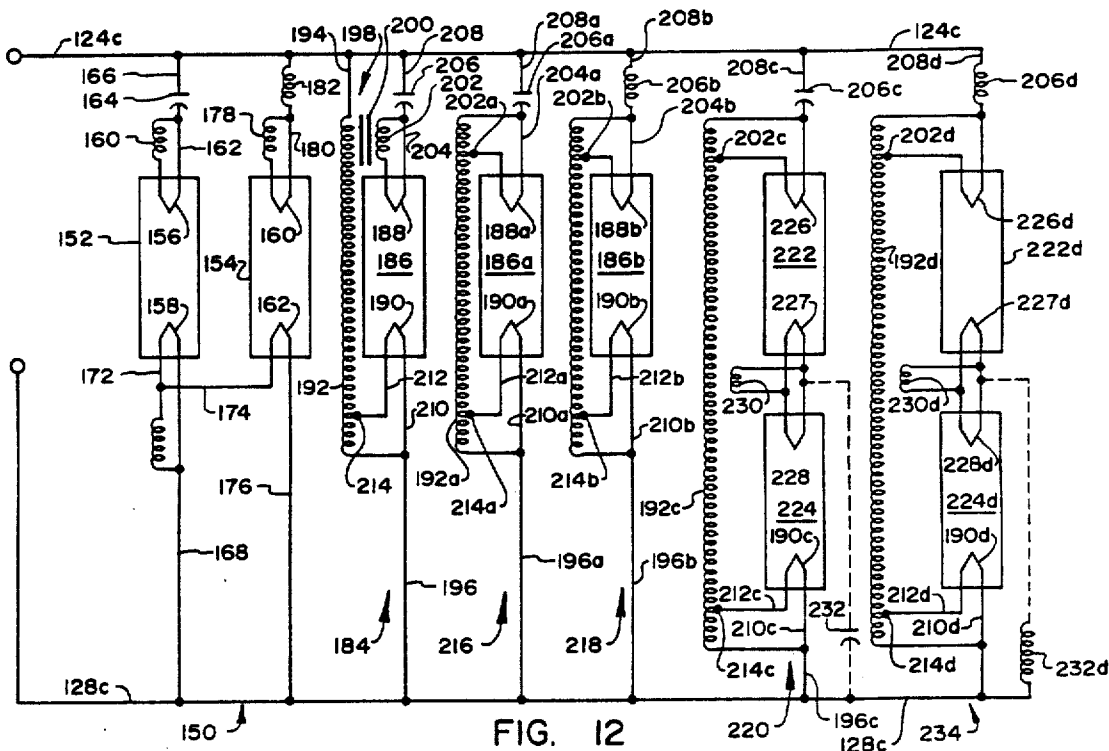 124c 194 198 200 208 208a 206a 208b 124c 208d
166 164 182 206 202 204a 202b 206b 208c 206d
178 202a 204b 206c
160 162 180 204 202c 202d
152 156 160 188 188a 188b 226 226d
154 186 186a 186b 222 192d 222d
158 162 190 190a 190b 227 227d
172 192 212 212a 212b
174 210 210a 230 230d
214 192a 214a 214b 210b 228 228d
176 192c 224 224d
168 196a 196b 190c 190d
196 212c 232 212d
184 216 218 210c 210d
214c 214d 232d
128c 150 220 196c 128c 234
FIG. 12